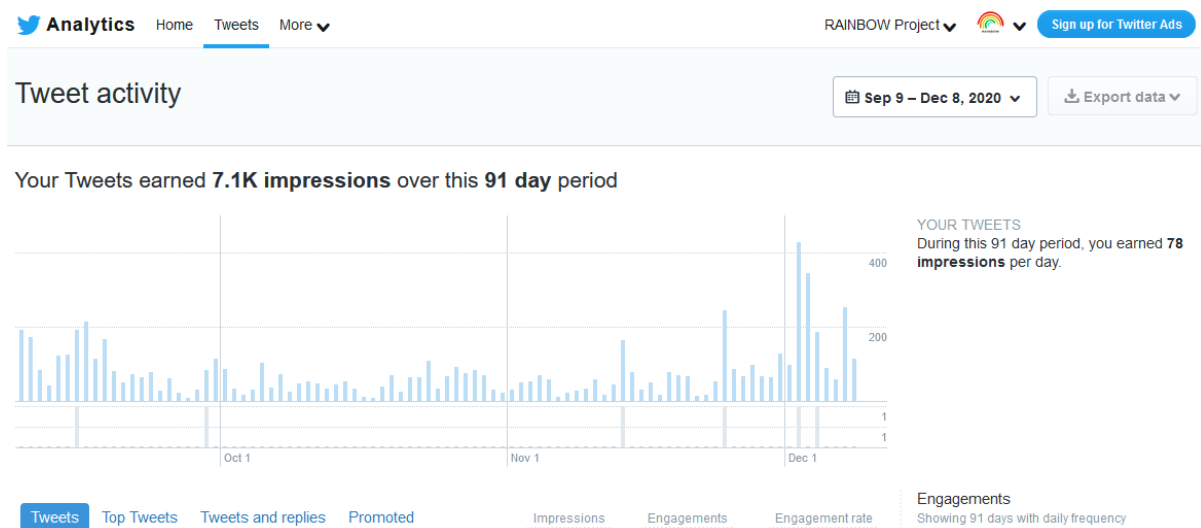 Analytics Home Tweets More
RAINBOW Project
RAINBOW
Sign up for Twitter Ads
Tweet activity
Sep 9 – Dec 8, 2020
Export data
Your Tweets earned 7.1K impressions over this 91 day period
YOUR TWEETS
During this 91 day period, you earned 78
impressions per day.
400
200
1
1
Oct 1
Nov 1
Dec 1
Tweets Top Tweets Tweets and replies Promoted
Impressions Engagements Engagement rate
Engagements
Showing 91 days with daily frequency